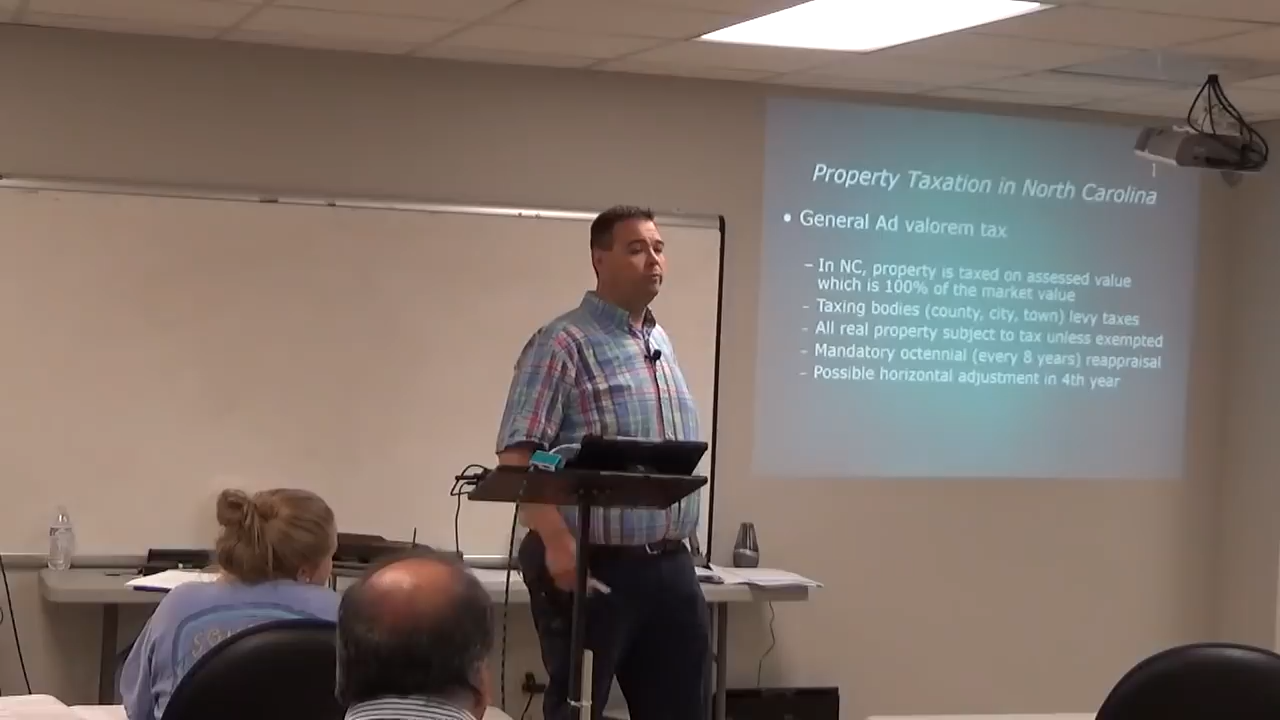 Property Taxation in North Carolina
• General Ad valorem tax
– In NC, property is taxed on assessed value
which is 100% of the market value
– Taxing bodies (county, city, town) levy taxes
– All real property subject to tax unless exempted
– Mandatory octennial (every 8 years) reappraisal
– Possible horizontal adjustment in 4th year